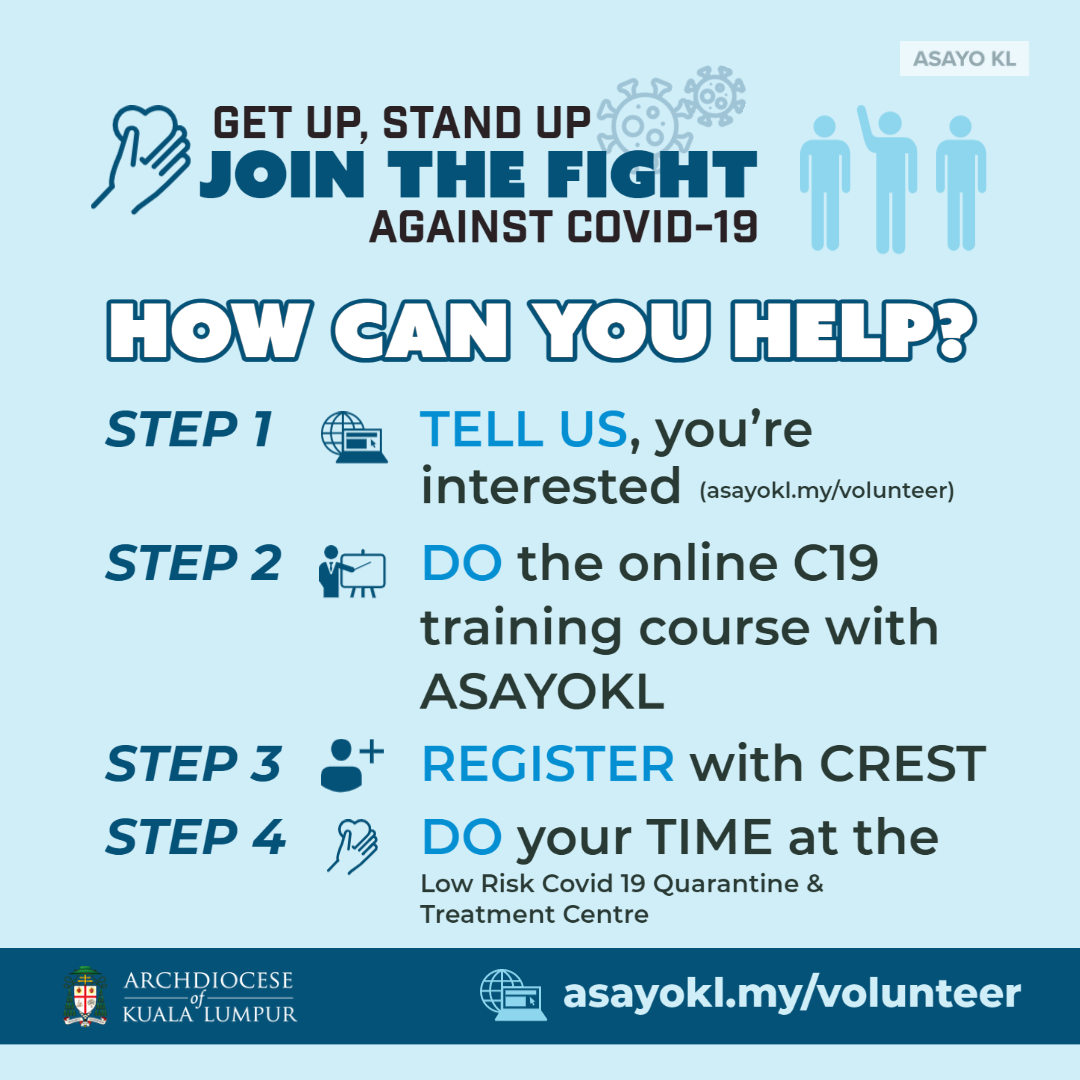 ASAYO KL
GET UP, STAND UP
JOIN THE FIGHT
AGAINST COVID-19
HOW CAN YOU HELP?
STEP 1
TELL US, you're
interested (asayokl.my/volunteer)
STEP 2
DO the online C19
training course with
ASAYOKL
STEP 3
REGISTER with CREST
STEP 4
DO your TIME at the
Low Risk Covid 19 Quarantine &
Treatment Centre
ARCHDIOCESE
of
KUALA LUMPUR
asayokl.my/volunteer